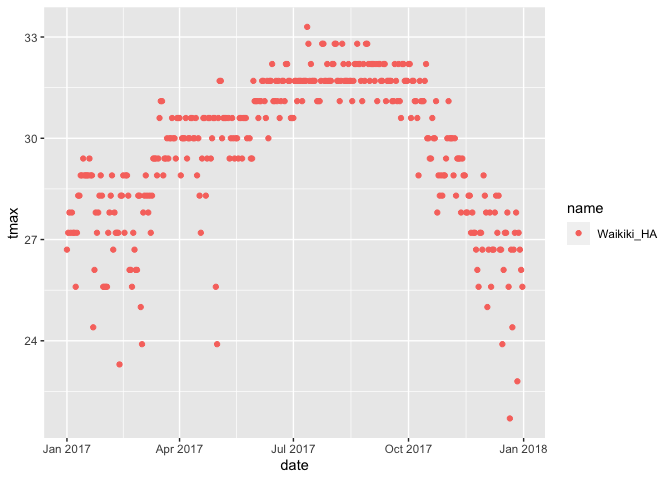 33
30
27
24
tmax
Jan 2017
Apr 2017
Jul 2017
Oct 2017
Jan 2018
date
name
Waikiki_HA